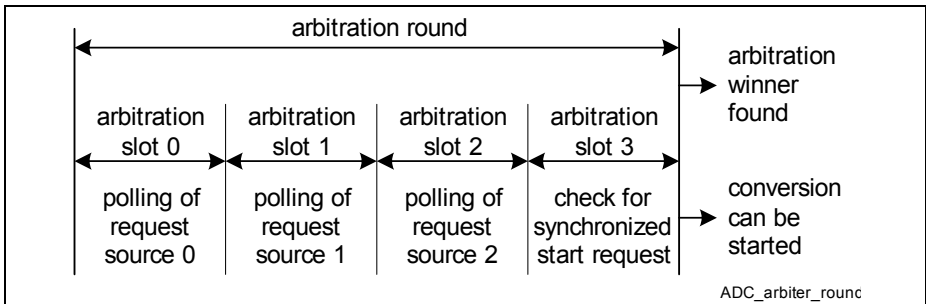 arbitration round
arbitration
winner
found
arbitration
slot 0
arbitration
slot 1
arbitration
slot 2
arbitration
slot 3
polling of
request
source 0
polling of
request
source 1
polling of
request
source 2
check for
synchronized
start request
conversion
can be
started
ADC_arbiter_round